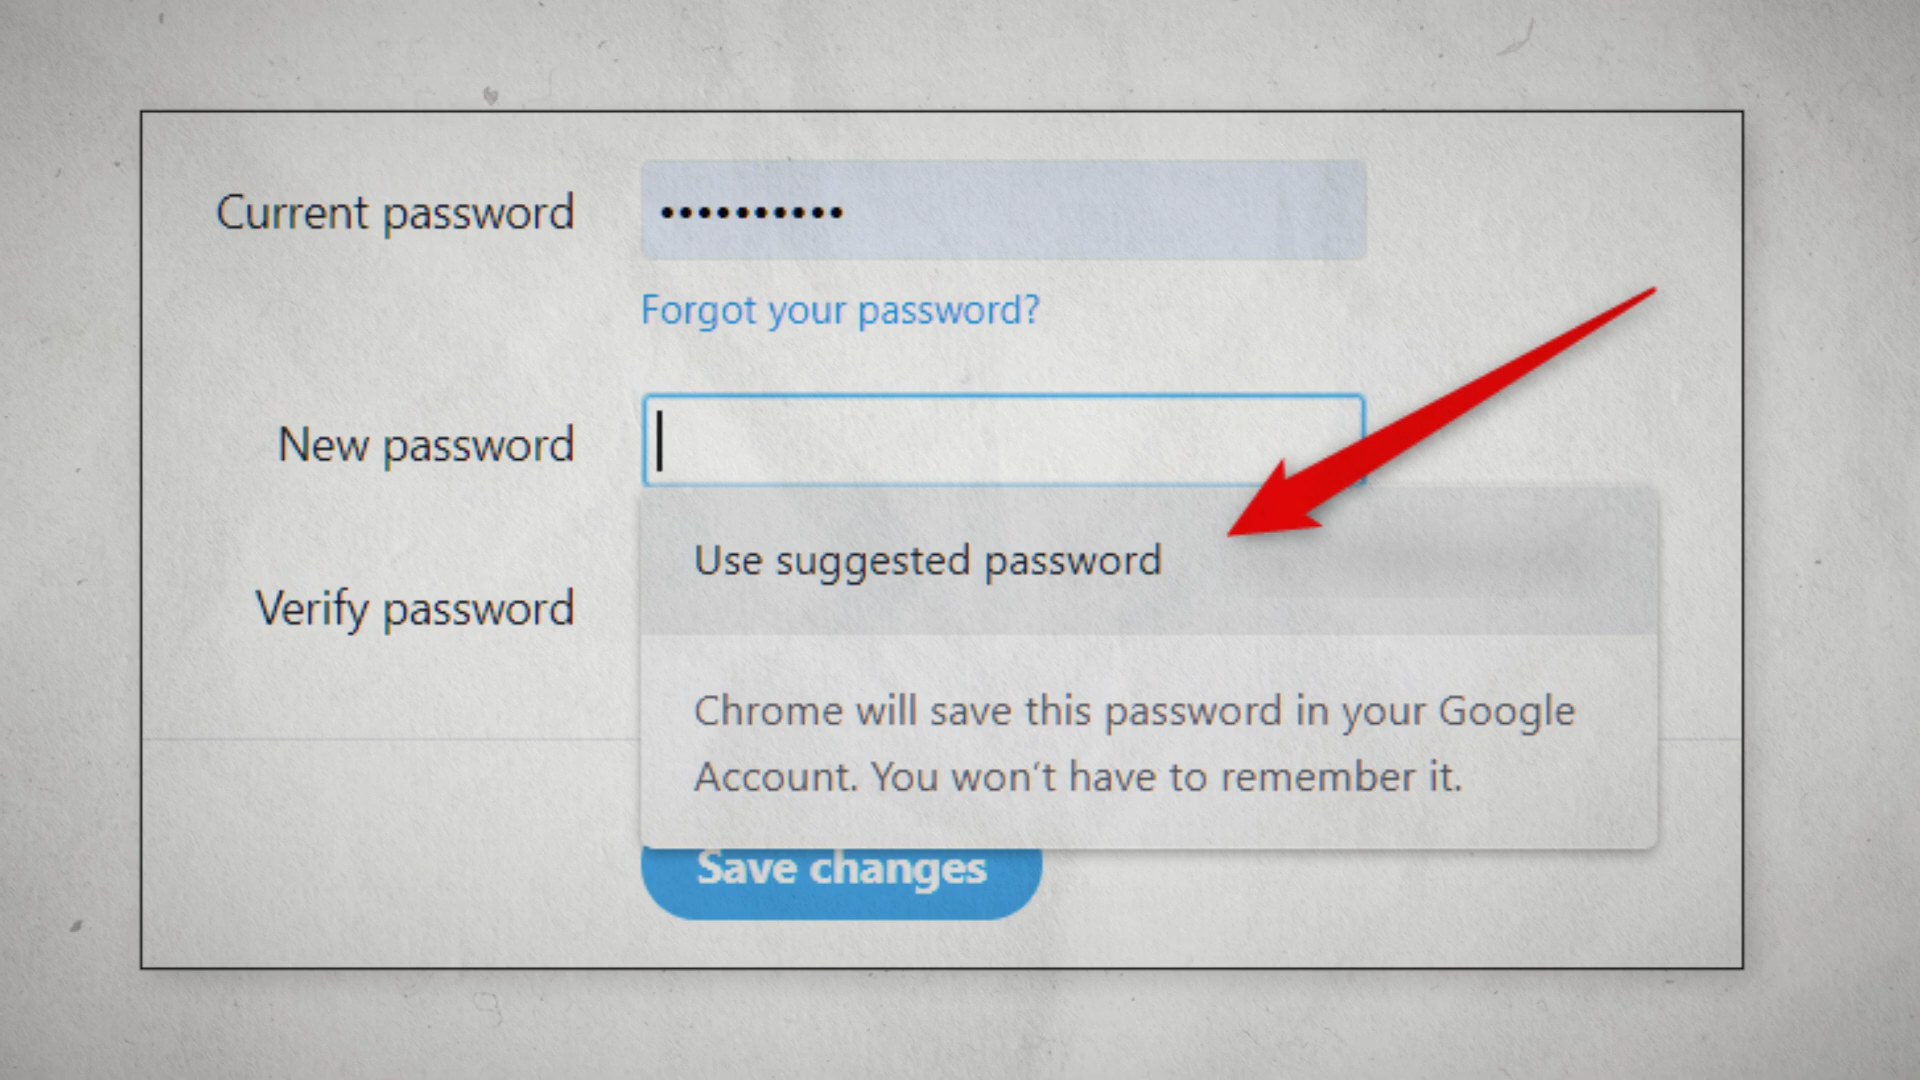 Current password
••••••••••
Forgot your password?
New password
Use suggested password
Verify password
Chrome will save this password in your Google
Account. You won't have to remember it.
Save changes